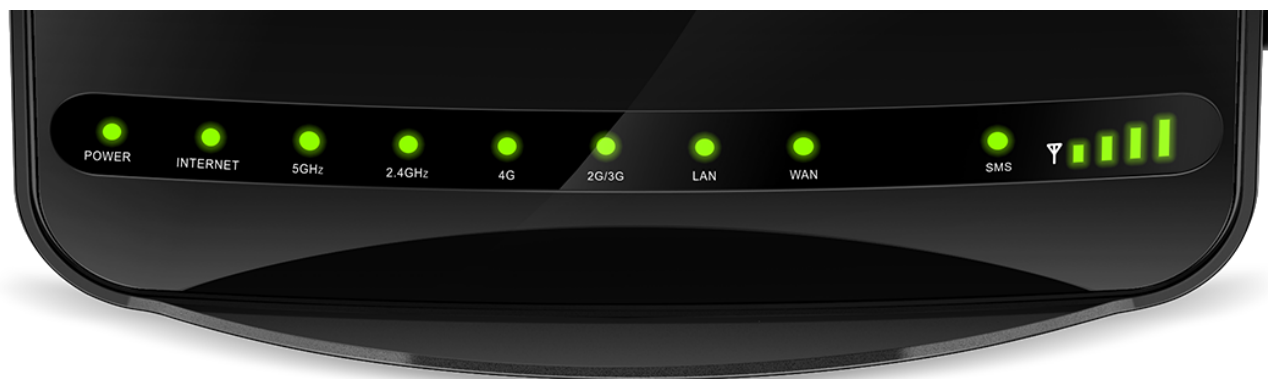 POWER
INTERNET
5GHz
2.4GHz
4G
2G/3G
LAN
WAN
SMS